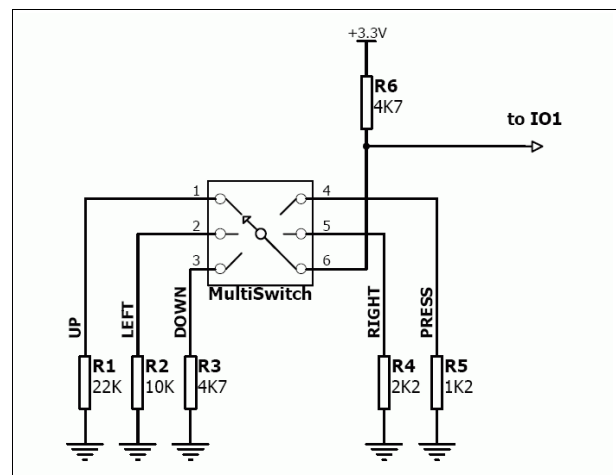 +3.3V
R6
4K7
to IO1
1
4
2
5
3
6
MultiSwitch
UP
LEFT
DOWN
RIGHT
PRESS
R1
22K
R2
10K
R3
4K7
R4
2K2
R5
1K2